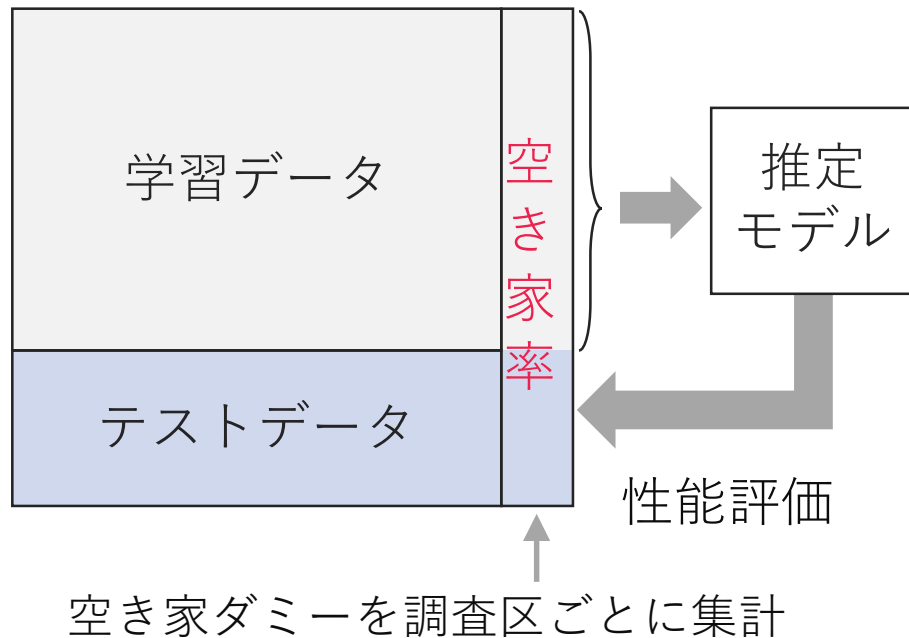 学習データ
空き家率
推定
モデル
テストデータ
性能評価
空き家ダミーを調査区ごとに集計